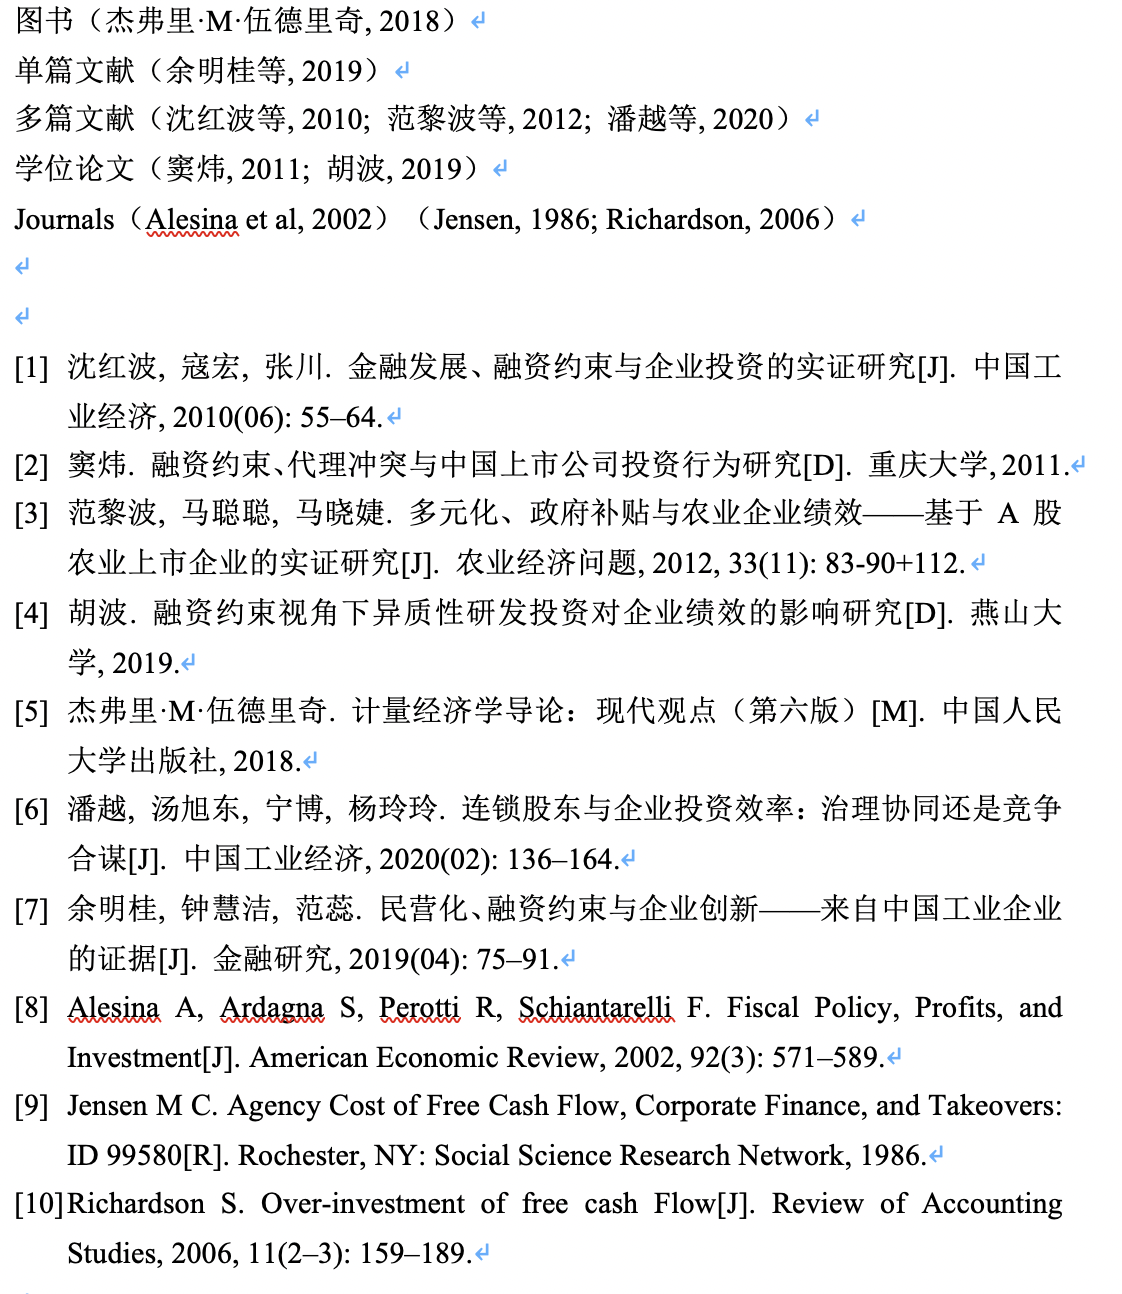 图书（杰弗里·M·伍德里奇, 2018）
单篇文献（余明桂等, 2019）
多篇文献（沈红波等, 2010; 范黎波等, 2012; 潘越等, 2020）
学位论文（窦炜, 2011; 胡波, 2019）
Journals（Alesina et al, 2002）（Jensen, 1986; Richardson, 2006）
[1] 沈红波, 寇宏, 张川. 金融发展、融资约束与企业投资的实证研究[J]. 中国工
业经济, 2010(06): 55–64.
[2] 窦炜. 融资约束、代理冲突与中国上市公司投资行为研究[D]. 重庆大学, 2011.
[3] 范黎波, 马聪聪, 马晓婕. 多元化、政府补贴与农业企业绩效——基于 A 股
农业上市企业的实证研究[J]. 农业经济问题, 2012, 33(11): 83-90+112.
[4] 胡波. 融资约束视角下异质性研发投资对企业绩效的影响研究[D]. 燕山大
学, 2019.
[5] 杰弗里·M·伍德里奇. 计量经济学导论：现代观点（第六版）[M]. 中国人民
大学出版社, 2018.
[6] 潘越, 汤旭东, 宁博, 杨玲玲. 连锁股东与企业投资效率：治理协同还是竞争
合谋[J]. 中国工业经济, 2020(02): 136–164.
[7] 余明桂, 钟慧洁, 范蕊. 民营化、融资约束与企业创新——来自中国工业企业
的证据[J]. 金融研究, 2019(04): 75–91.
[8] Alesina A, Ardagna S, Perotti R, Schiantarelli F. Fiscal Policy, Profits, and
Investment[J]. American Economic Review, 2002, 92(3): 571–589.
[9] Jensen M C. Agency Cost of Free Cash Flow, Corporate Finance, and Takeovers:
ID 99580[R]. Rochester, NY: Social Science Research Network, 1986.
[10] Richardson S. Over-investment of free cash Flow[J]. Review of Accounting
Studies, 2006, 11(2–3): 159–189.